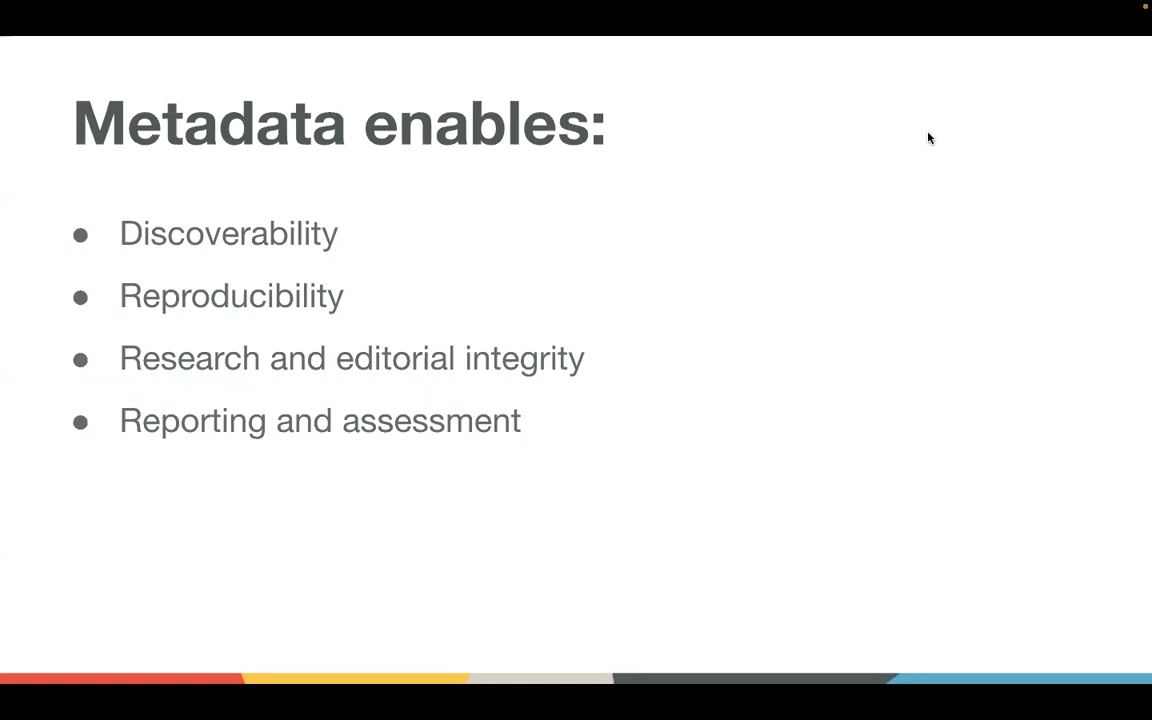 Metadata enables:
● Discoverability
● Reproducibility
● Research and editorial integrity
● Reporting and assessment